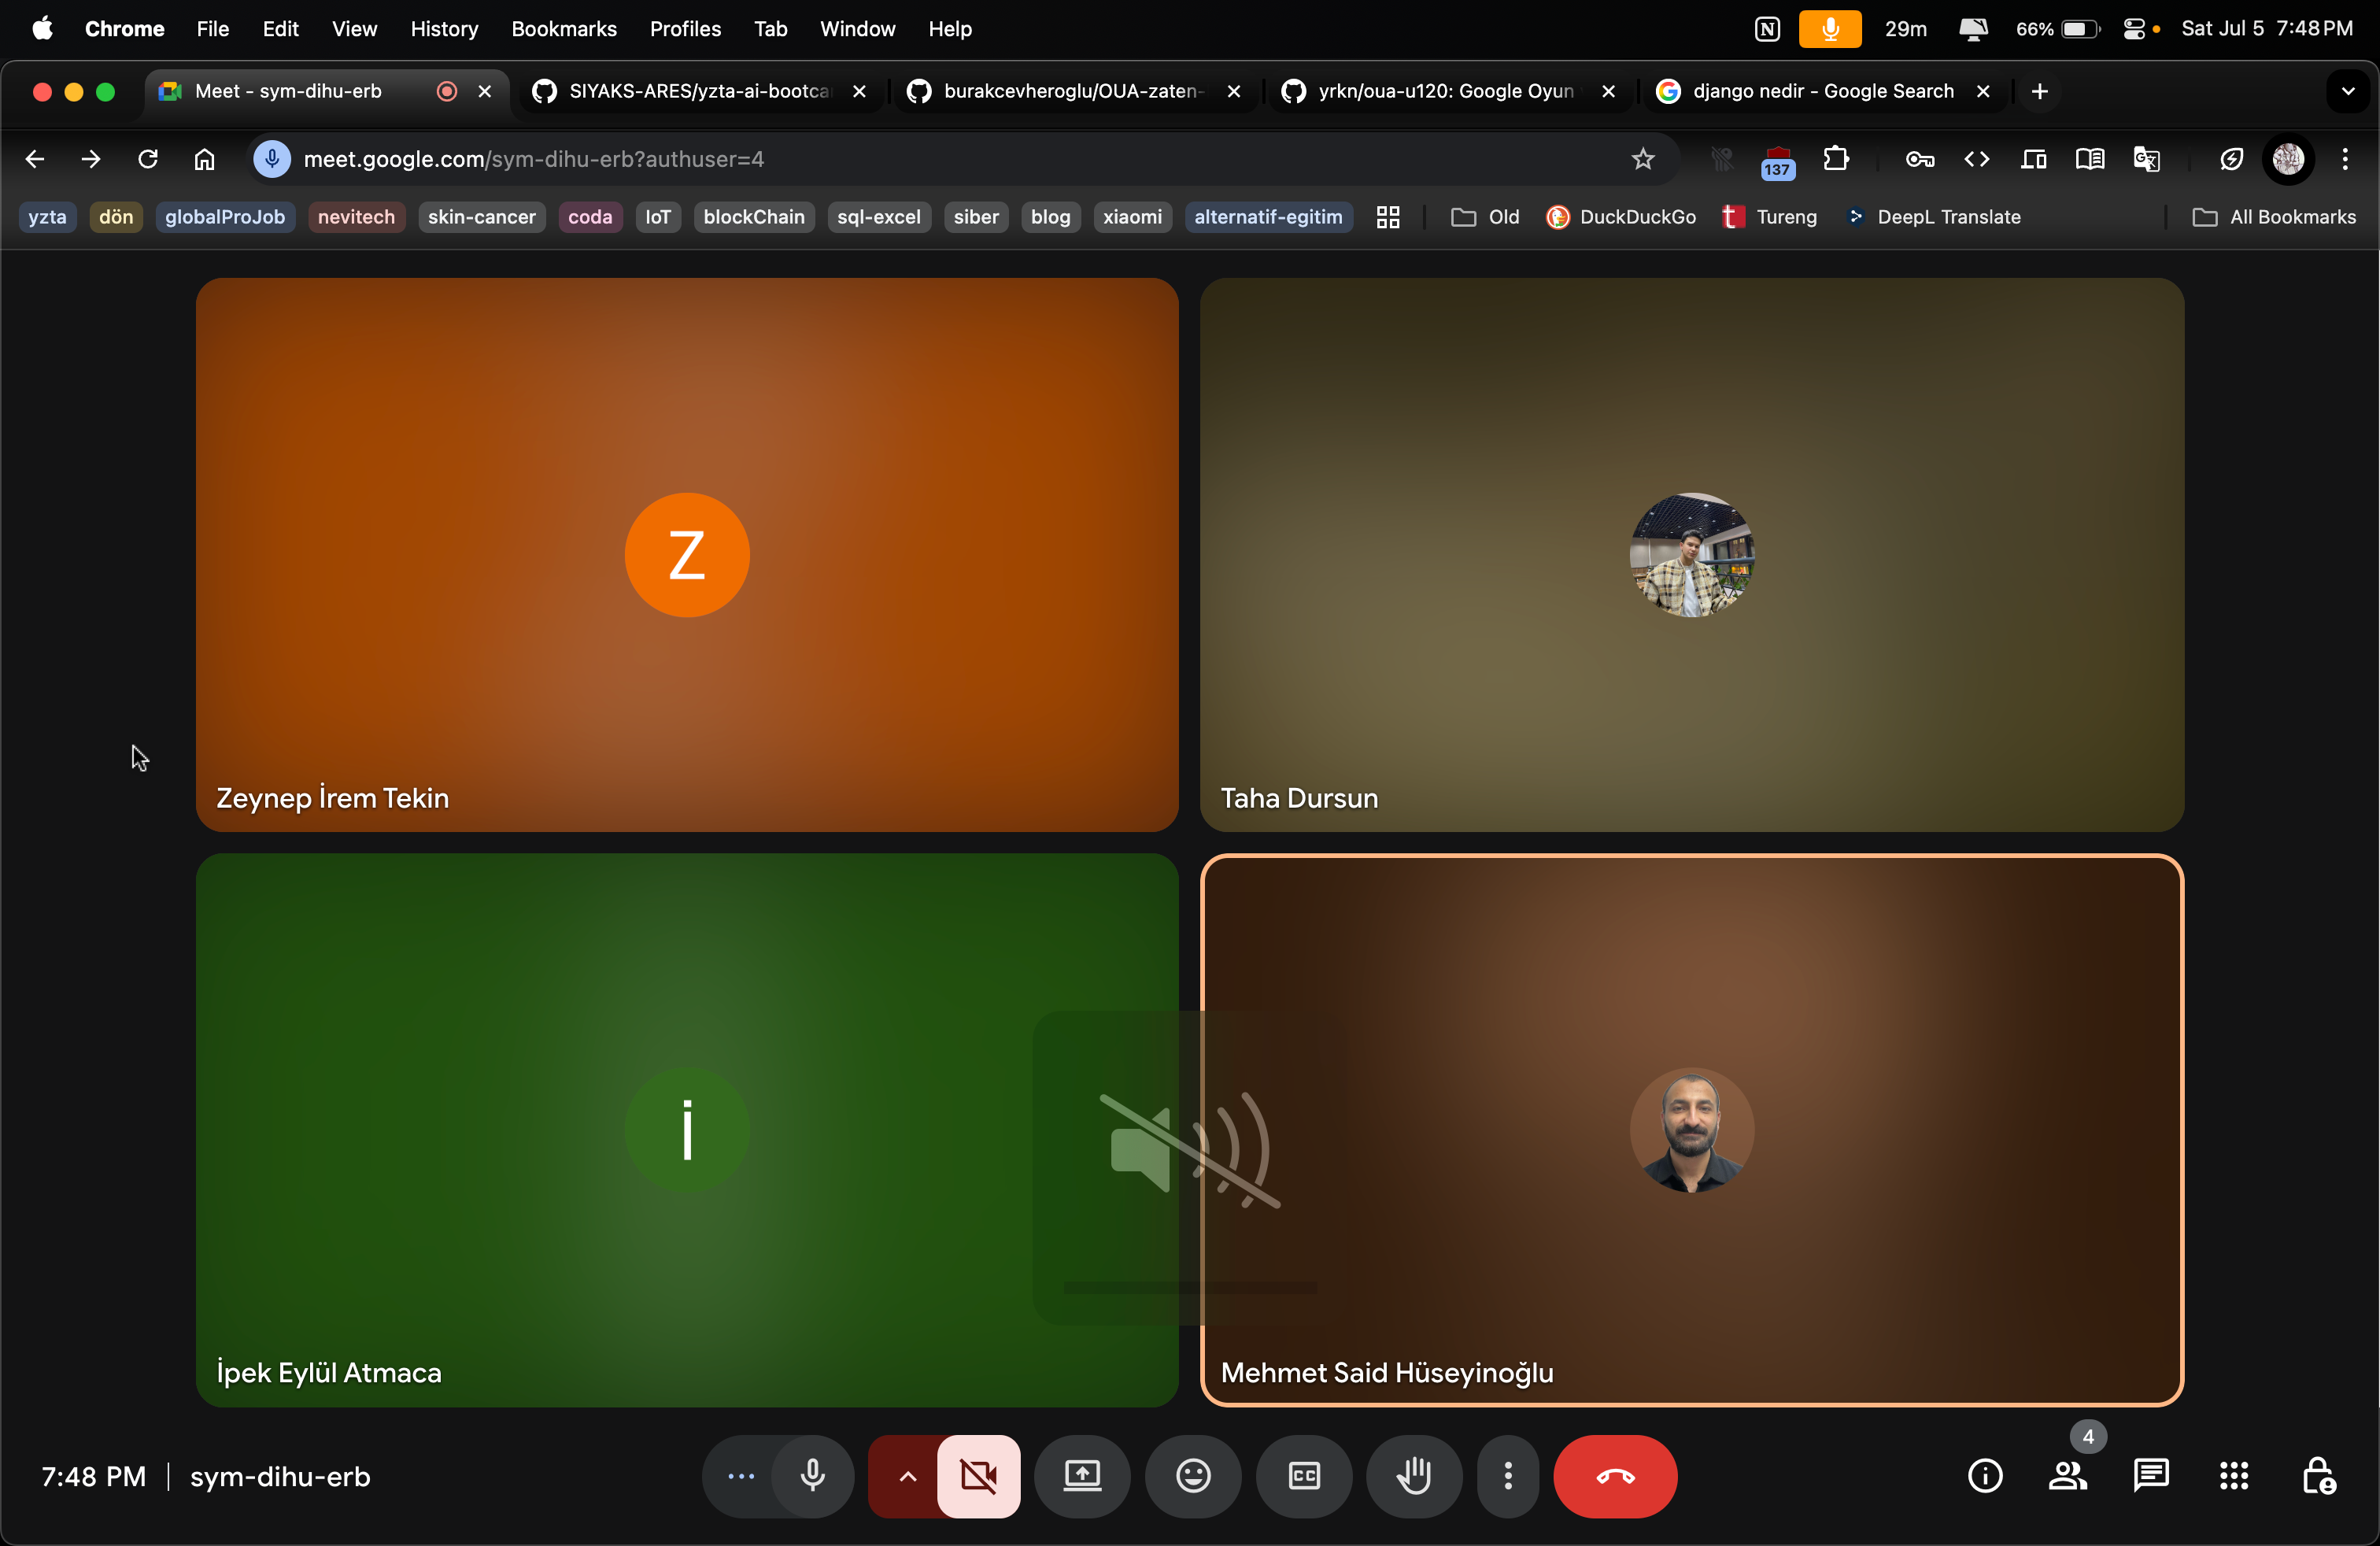 Chrome File Edit View History Bookmarks Profiles Tab Window Help N 29m 66% Sat Jul 5 7:48 PM
Meet - sym-dihu-erb SIYAKS-ARES/yzta-ai-bootca burakcevheroglu/OUA-zaten- yrkn/oua-u120: Google Oyun django nedir - Google Search
meet.google.com/sym-dihu-erb?authuser=4 137
yzta dön globalProJob nevitech skin-cancer coda IoT blockChain sql-excel siber blog xiaomi alternatif-egitim Old DuckDuckGo Tureng DeepL Translate All Bookmarks
Z
Zeynep İrem Tekin Taha Dursun
İ
İpek Eylül Atmaca Mehmet Said Hüseyinoğlu
7:48 PM sym-dihu-erb CC 4